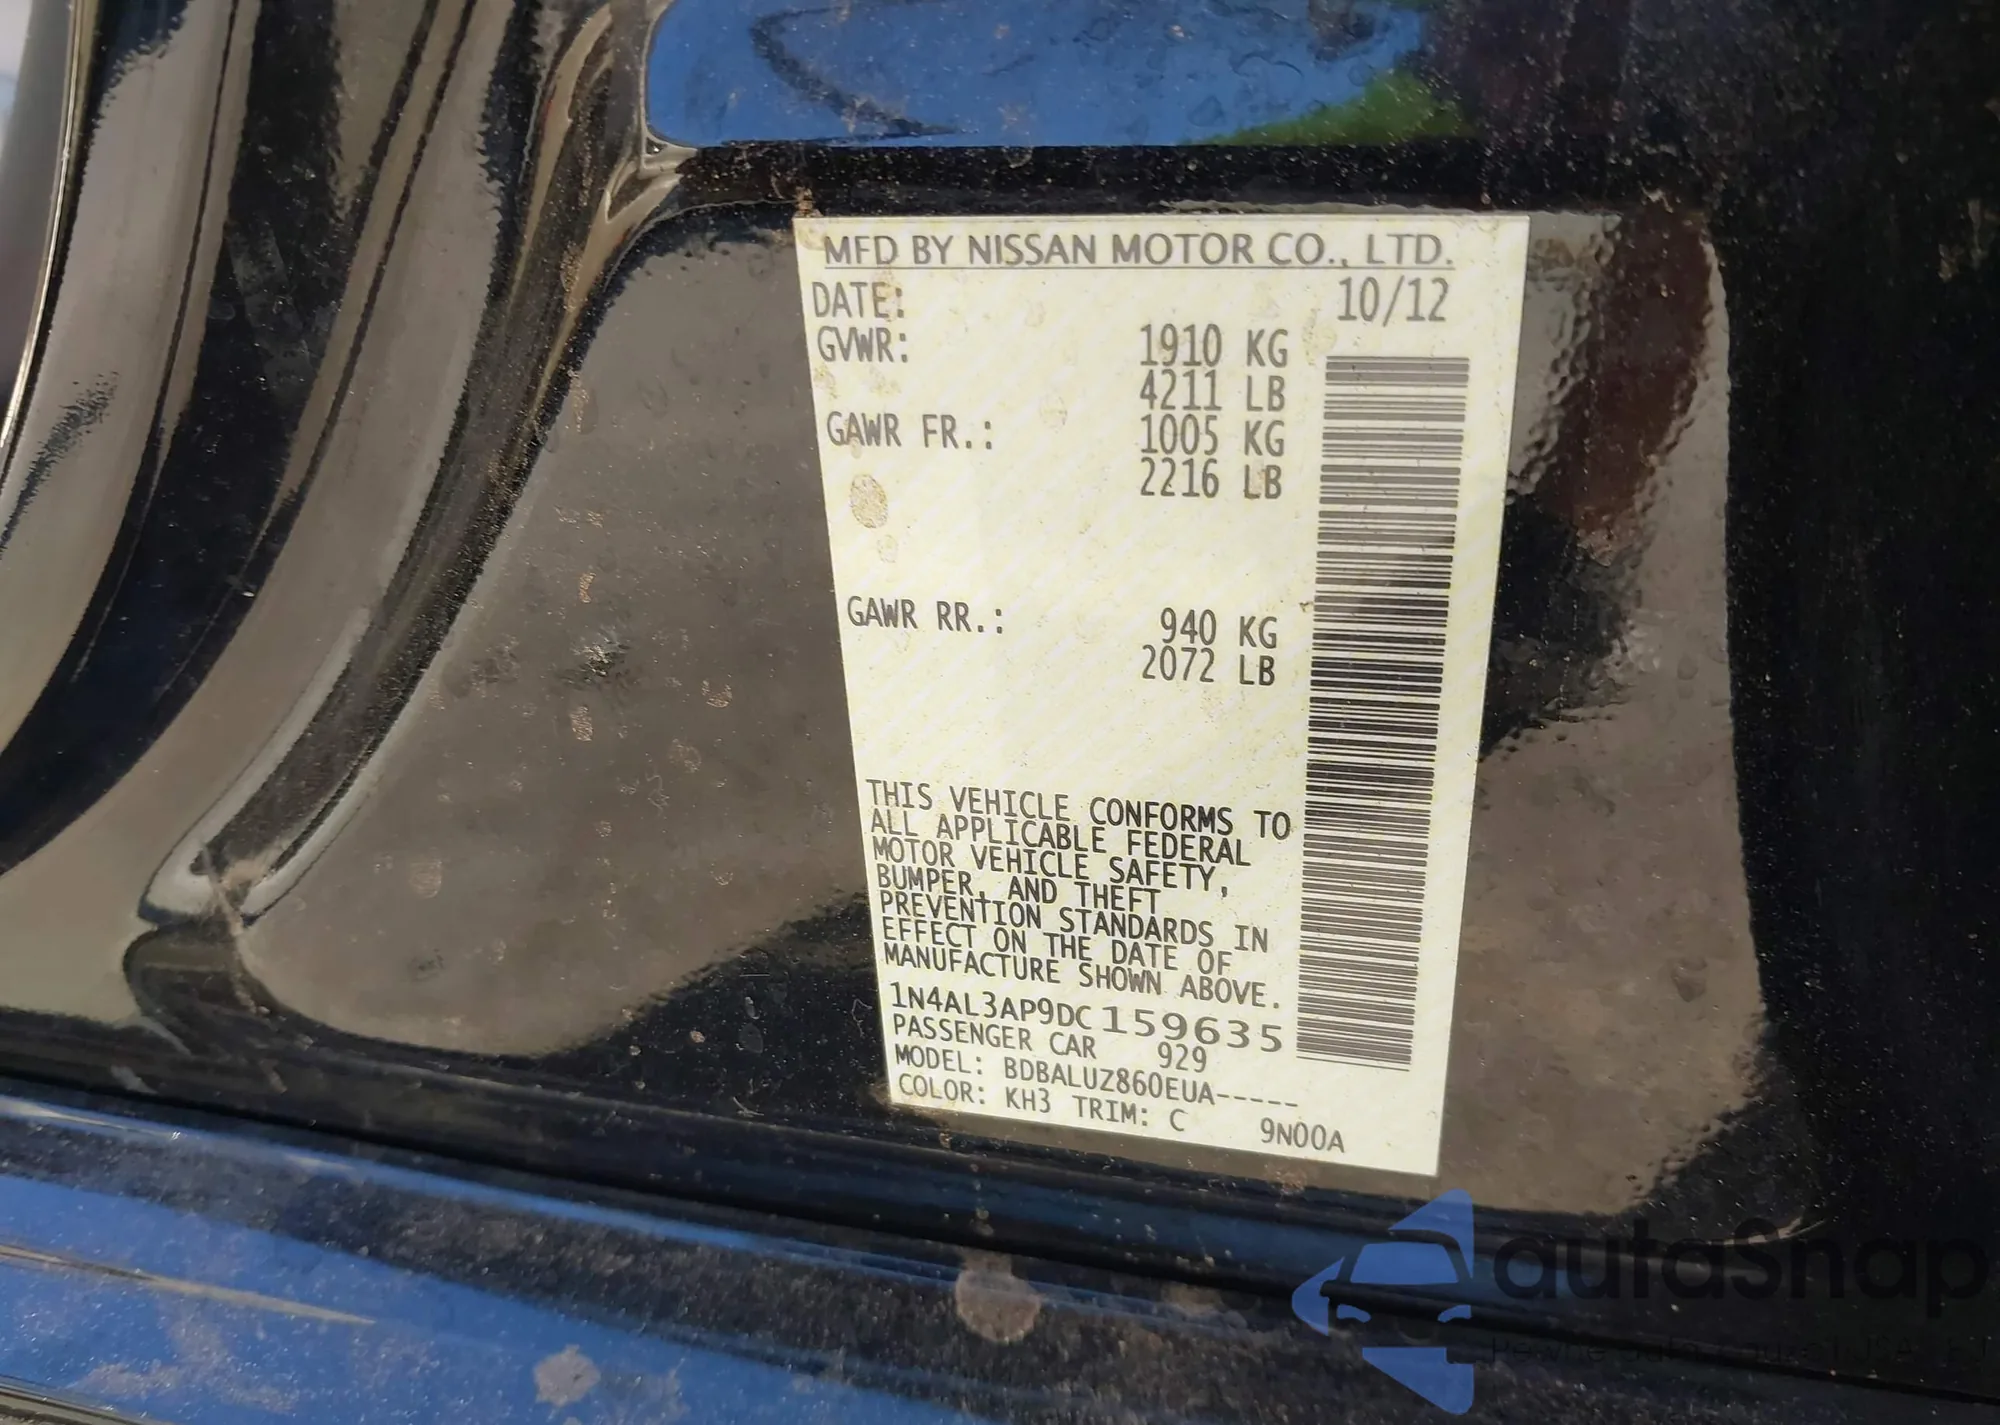 MFD BY NISSAN MOTOR CO., LTD.
DATE: 10/12
GVWR: 1910 KG
4211 LB
GAWR FR.: 1005 KG
2216 LB
GAWR RR.: 940 KG
2072 LB
THIS VEHICLE CONFORMS TO
ALL APPLICABLE FEDERAL
MOTOR VEHICLE SAFETY,
BUMPER, AND THEFT
PREVENTION STANDARDS IN
EFFECT ON THE DATE OF
MANUFACTURE SHOWN ABOVE.
1N4AL3AP9DC159635
PASSENGER CAR 929
MODEL: BDBALUZ860EUA-----
COLOR: KH3 TRIM: C 9N00A
autoSnap